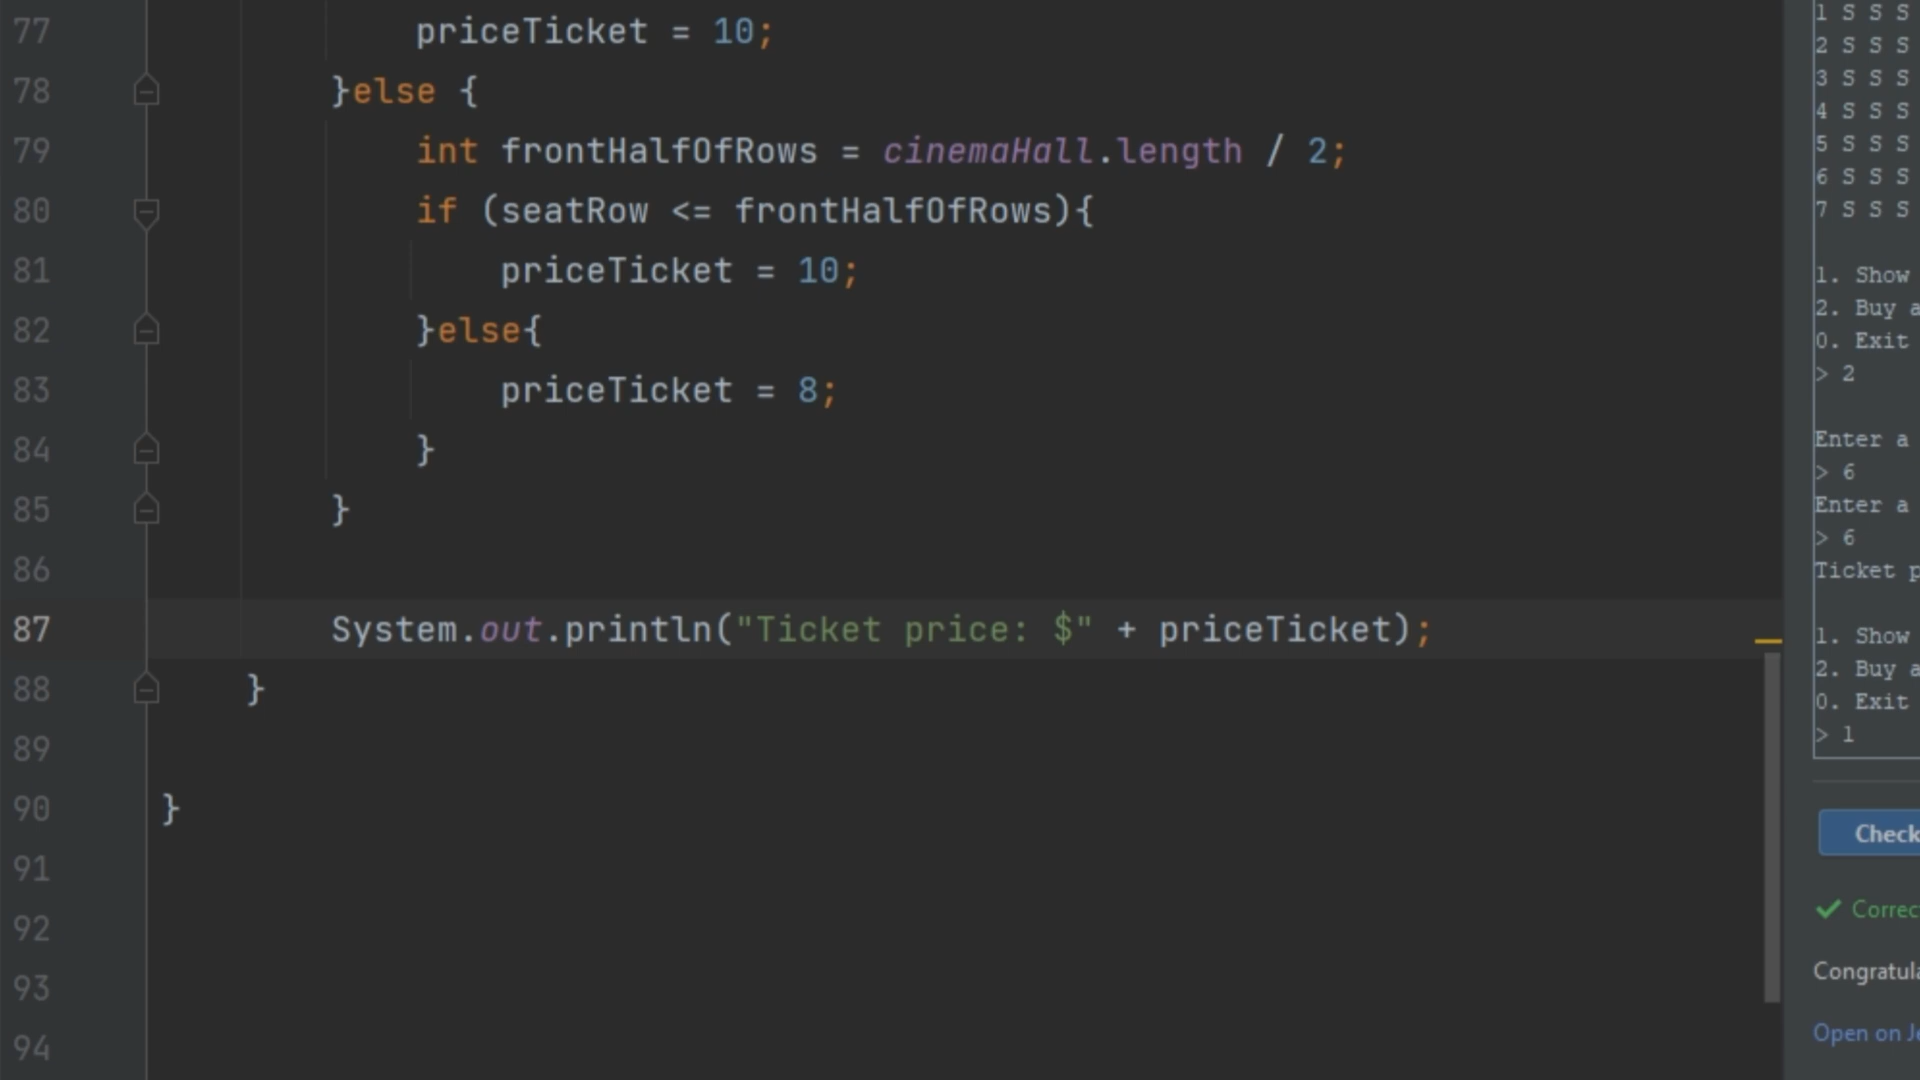 77 priceTicket = 10;
78 }else {
79 int frontHalfOfRows = cinemaHall.length / 2;
80 if (seatRow <= frontHalfOfRows){
81 priceTicket = 10;
82 }else{
83 priceTicket = 8;
84 }
85 }
86
87 System.out.println("Ticket price: $" + priceTicket);
88 }
89
90 }
91
92
93
94
1 S S S
2 S S S
3 S S S
4 S S S
5 S S S
6 S S S
7 S S S
1. Show
2. Buy a
0. Exit
> 2
Enter a
> 6
Enter a
> 6
Ticket p
1. Show
2. Buy a
0. Exit
> 1
Check
Correc
Congratula
Open on Je